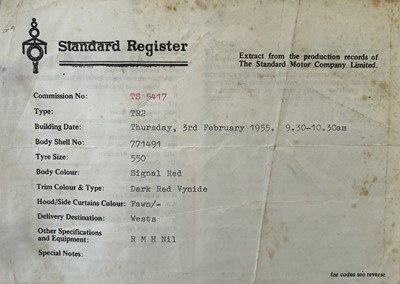 Standard Register
Extract from the production records of
The Standard Motor Company Limited.
Commission No: TS 5417
Type: TR2
Building Date: Thursday, 3rd February 1955. 9.30-10.30am
Body Shell No: 771491
Tyre Size: 550
Body Colour: Signal Red
Trim Colour & Type: Dark Red Vynide
Hood/Side Curtains Colour: Fawn/-
Delivery Destination: Wests
Other Specifications
and Equipment: R M H Nil
Special Notes:
for codes see reverse